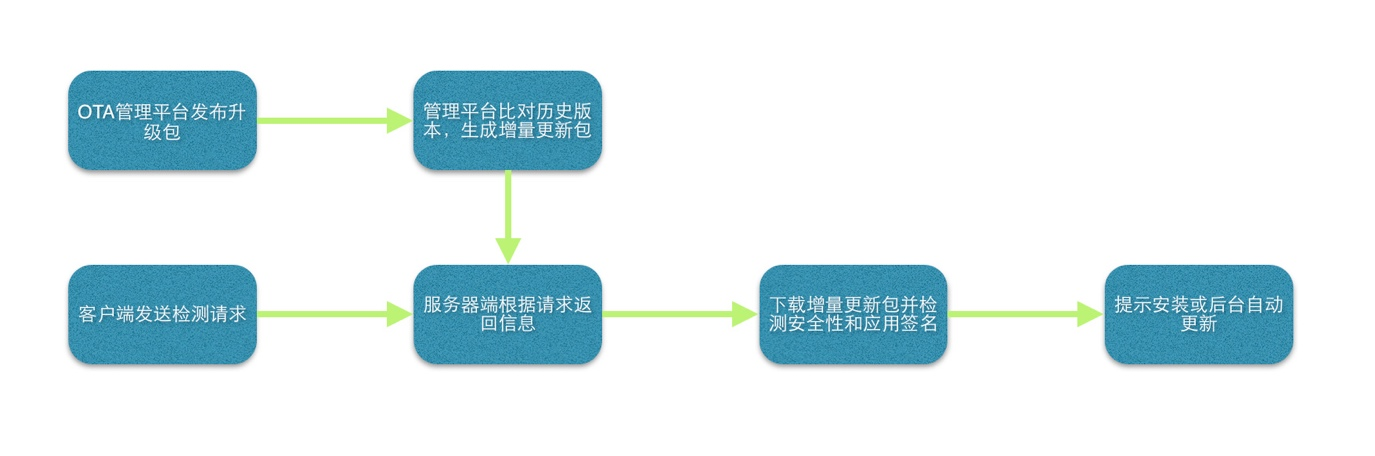 OTA管理平台发布升
级包
管理平台比对历史版
本，生成增量更新包
客户端发送检测请求
服务器端根据请求返
回信息
下载增量更新包并检
测安全性和应用签名
提示安装或后台自动
更新